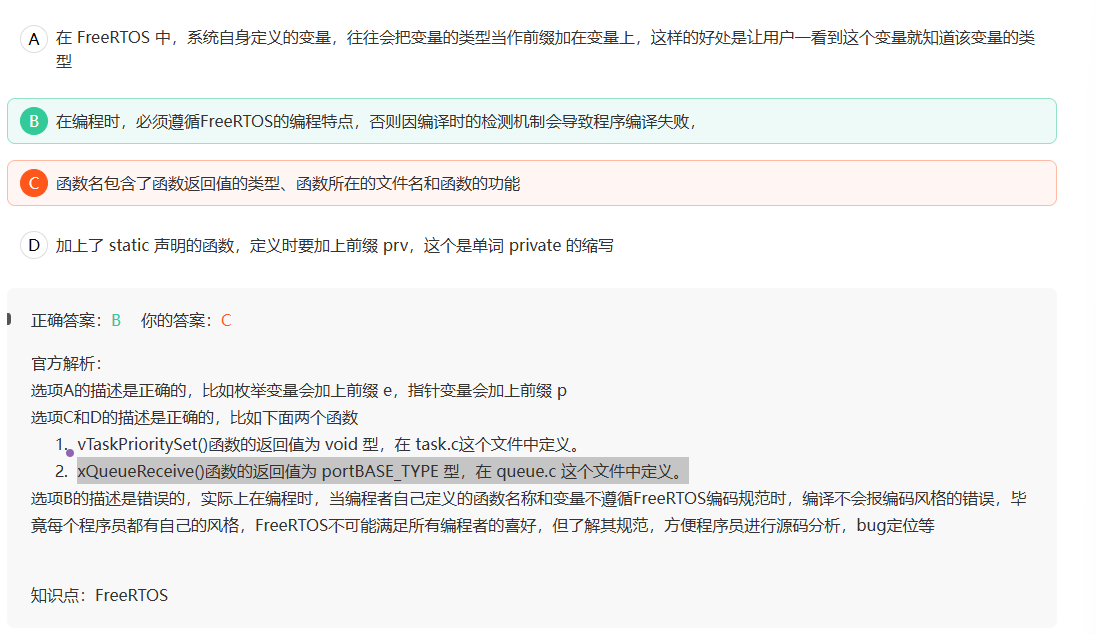 A 在 FreeRTOS 中，系统自身定义的变量，往往会把变量的类型当作前缀加在变量上，这样的好处是让用户一看到这个变量就知道该变量的类
型
B 在编程时，必须遵循FreeRTOS的编程特点，否则因编译时的检测机制会导致程序编译失败，
C 函数名包含了函数返回值的类型、函数所在的文件名和函数的功能
D 加上了 static 声明的函数，定义时要加上前缀 prv，这个是单词 private 的缩写
正确答案：B 你的答案：C
官方解析：
选项A的描述是正确的，比如枚举变量会加上前缀 e，指针变量会加上前缀 p
选项C和D的描述是正确的，比如下面两个函数
1. vTaskPrioritySet()函数的返回值为 void 型，在 task.c这个文件中定义。
2. xQueueReceive()函数的返回值为 portBASE_TYPE 型，在 queue.c 这个文件中定义。
选项B的描述是错误的，实际上在编程时，当编程者自己定义的函数名称和变量不遵循FreeRTOS编码规范时，编译不会报编码风格的错误，毕
竟每个程序员都有自己的风格，FreeRTOS不可能满足所有编程者的喜好，但了解其规范，方便程序员进行源码分析，bug定位等
知识点：FreeRTOS